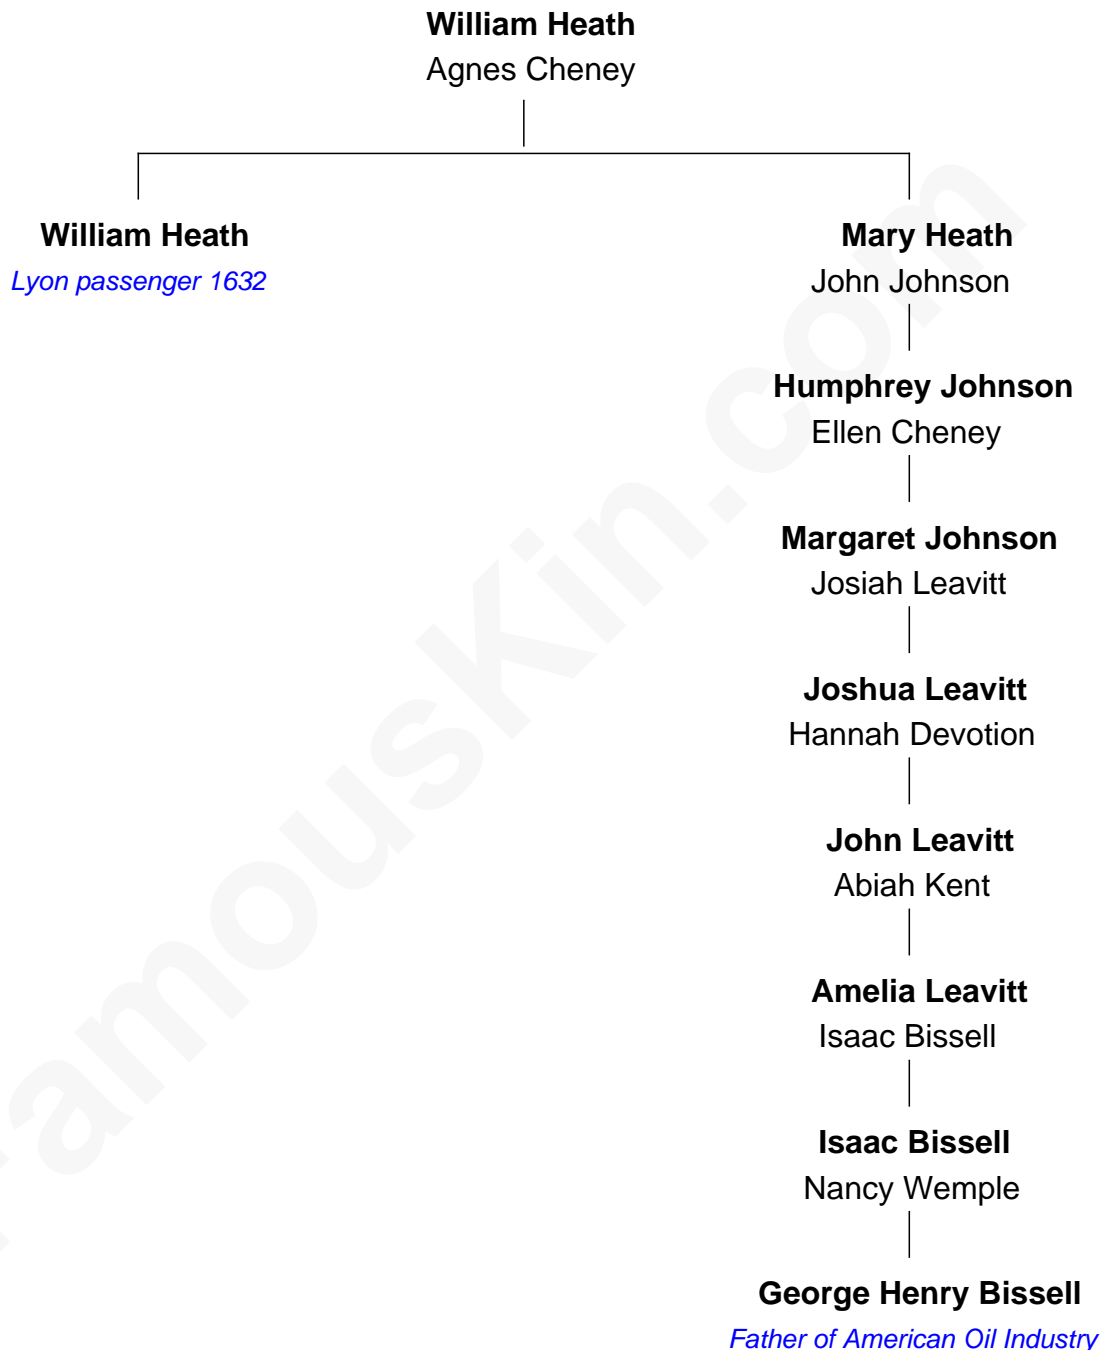 William Heath
Agnes Cheney
William Heath
Lyon passenger 1632
Mary Heath
John Johnson
Humphrey Johnson
Ellen Cheney
Margaret Johnson
Josiah Leavitt
Joshua Leavitt
Hannah Devotion
John Leavitt
Abiah Kent
Amelia Leavitt
Isaac Bissell
Isaac Bissell
Nancy Wemple
George Henry Bissell
Father of American Oil Industry
FamousKin.com